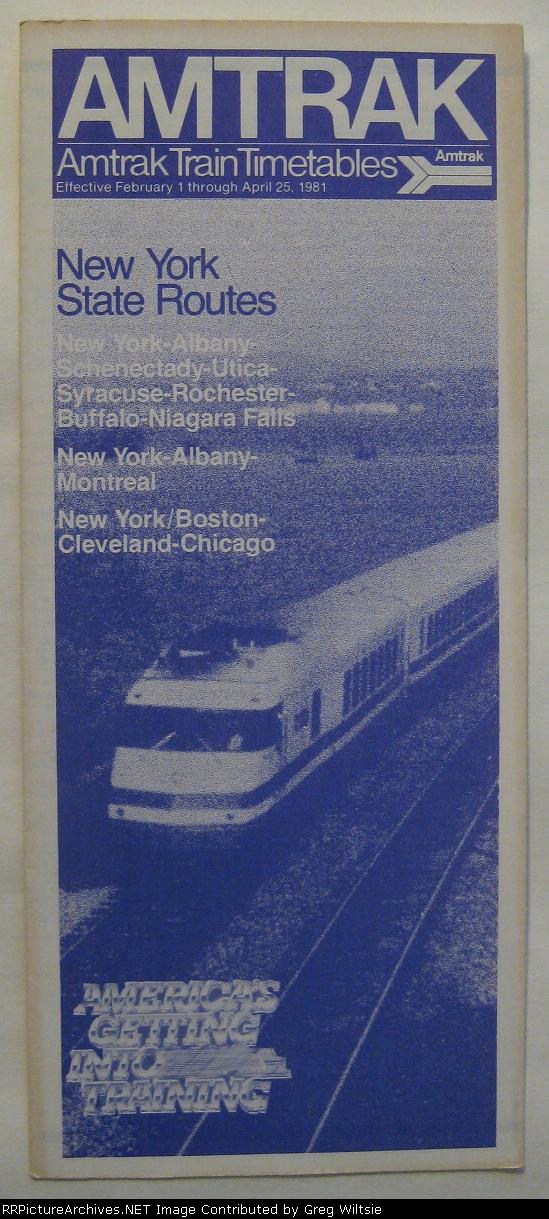 AMTRAK
Amtrak Train Timetables
Amtrak
Effective February 1 through April 25, 1981
New York
State Routes
New York-Albany-
Schenectady-Utica-
Syracuse-Rochester-
Buffalo-Niagara Falls
New York-Albany-
Montreal
New York/Boston-
Cleveland-Chicago
AMERICA'S
GETTING
INTO
TRAINING
RRPictureArchives.NET Image Contributed by Greg Wiltsie